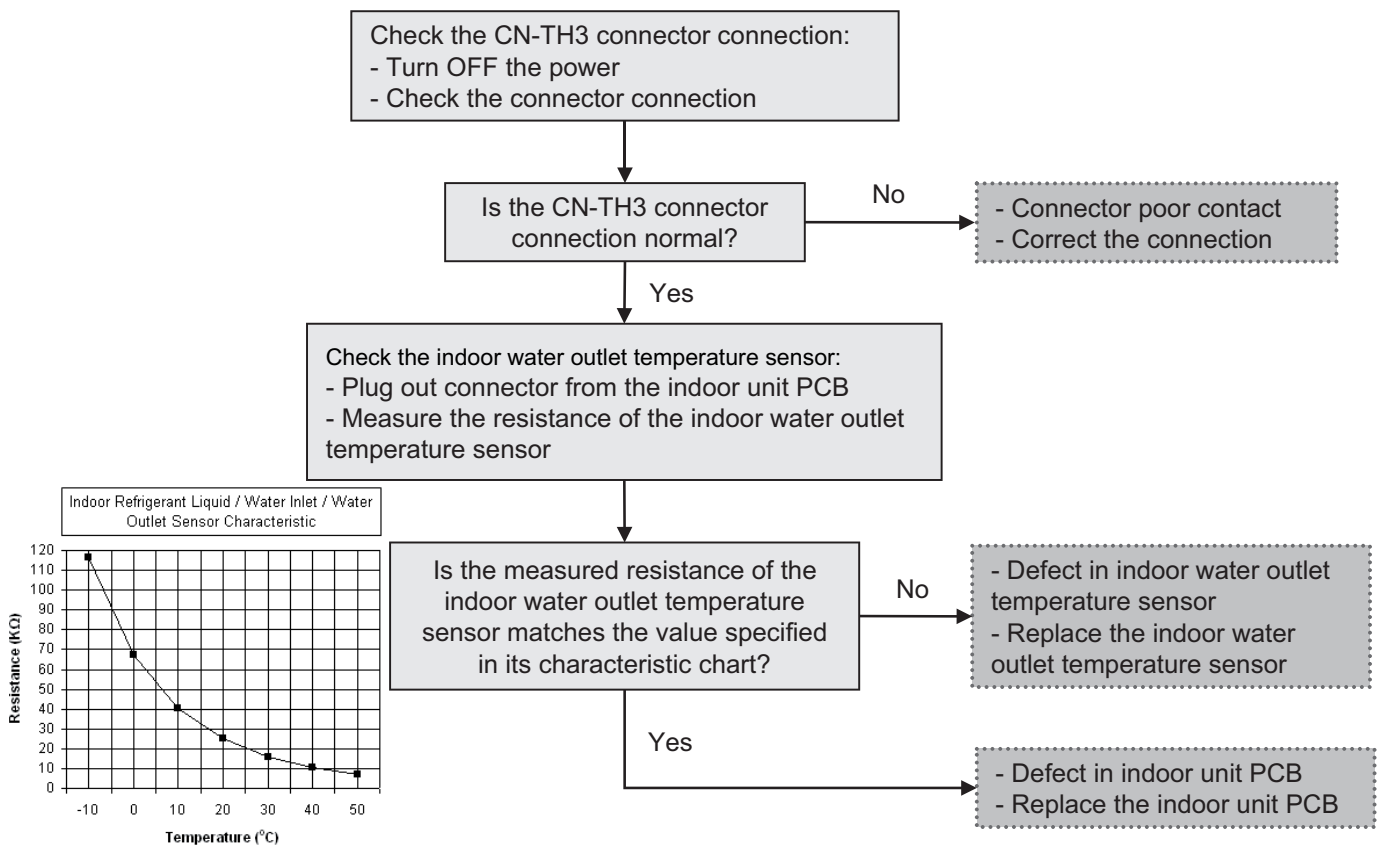 Check the CN-TH3 connector connection:
- Turn OFF the power
- Check the connector connection
Is the CN-TH3 connector
connection normal?
No
- Connector poor contact
- Correct the connection
Yes
Check the indoor water outlet temperature sensor:
- Plug out connector from the indoor unit PCB
- Measure the resistance of the indoor water outlet
temperature sensor
Indoor Refrigerant Liquid / Water Inlet / Water
Outlet Sensor Characteristic
120
110
100
90
80
70
60
50
40
30
20
10
0
Resistance (KΩ)
-10 0 10 20 30 40 50
Temperature (°C)
Is the measured resistance of the
indoor water outlet temperature
sensor matches the value specified
in its characteristic chart?
No
- Defect in indoor water outlet
temperature sensor
- Replace the indoor water
outlet temperature sensor
Yes
- Defect in indoor unit PCB
- Replace the indoor unit PCB